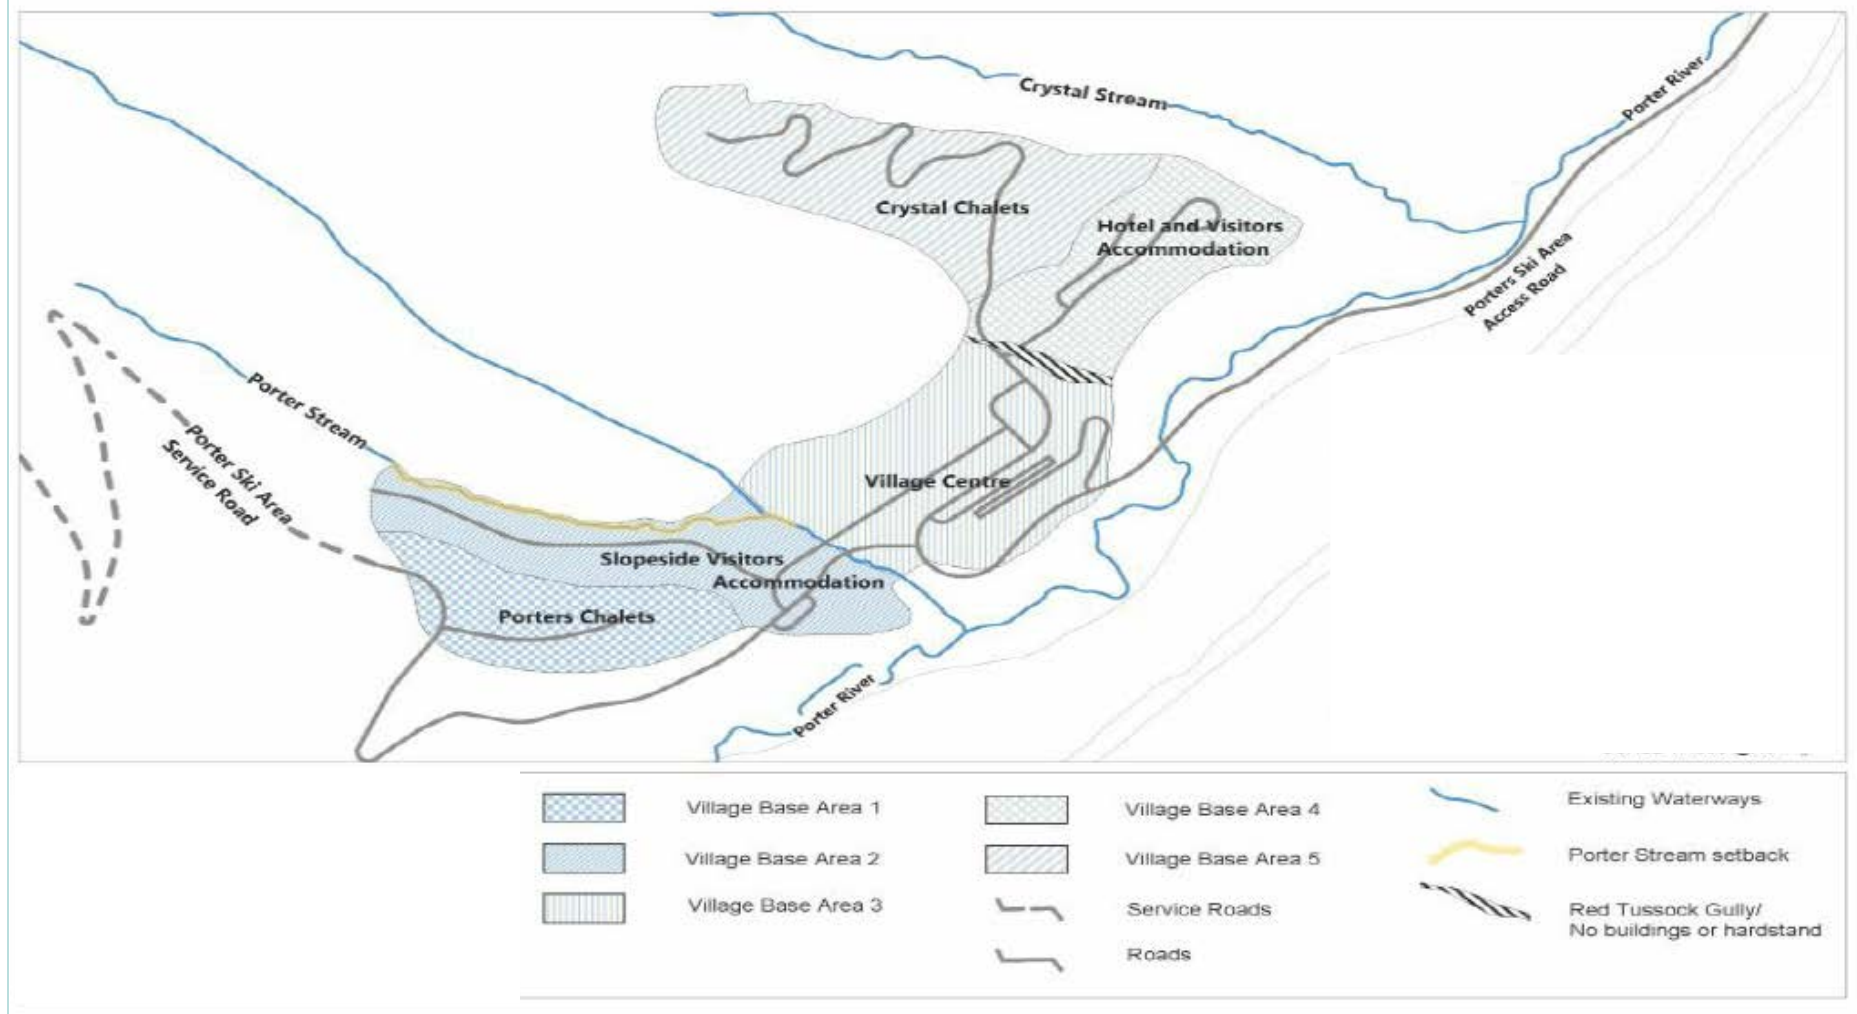 Crystal Stream
Porter River
Crystal Chalets
Hotel and Visitors
Accommodation
Porters Ski Area
Access Road
Porter Stream
Porter Ski Area
Service Road
Village Centre
Slopeside Visitors
Accommodation
Porters Chalets
Porter River
Village Base Area 1
Village Base Area 2
Village Base Area 3
Village Base Area 4
Village Base Area 5
Service Roads
Roads
Existing Waterways
Porter Stream setback
Red Tussock Gully/
No buildings or hardstand